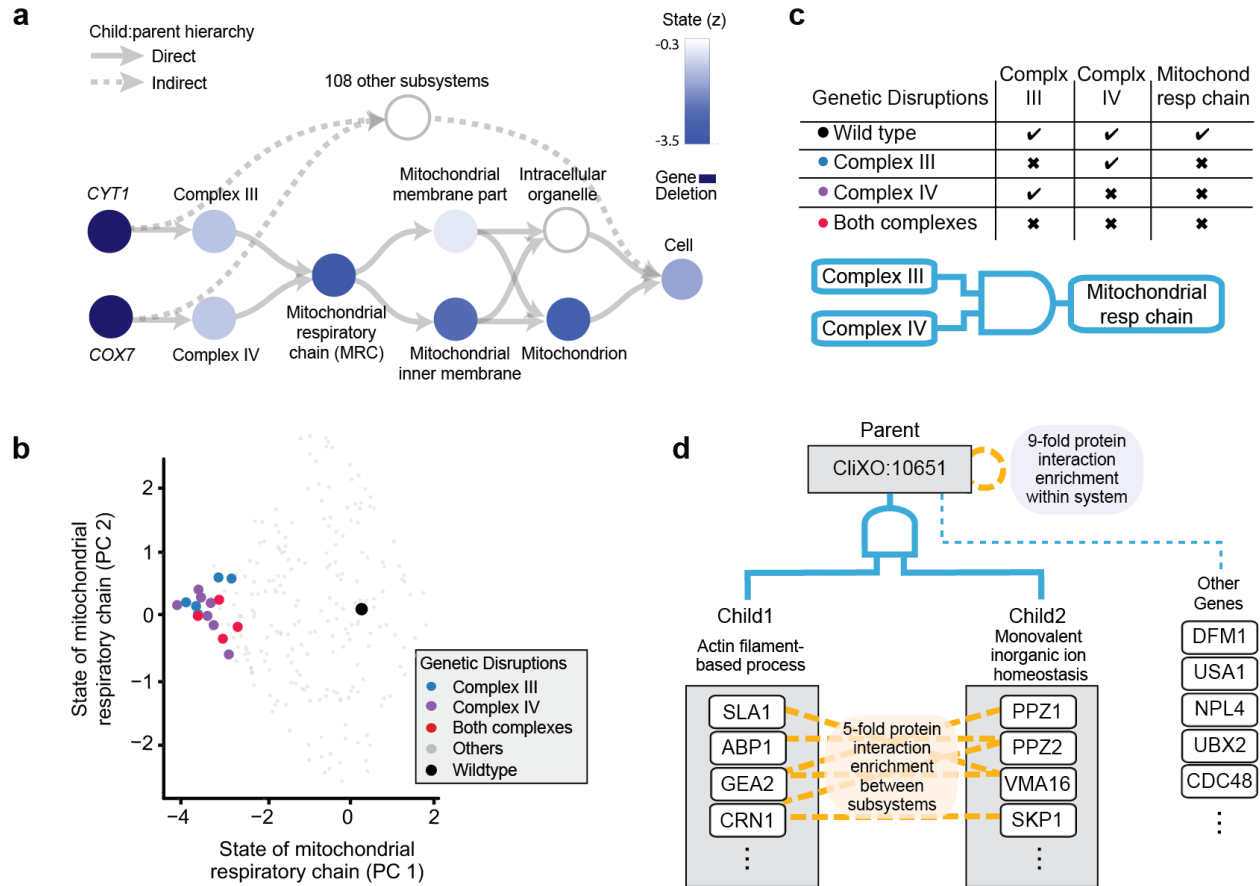 a
Child:parent hierarchy
Direct
Indirect
108 other subsystems
State (z)
-0.3
-3.5
Gene
Deletion
CYT1
Complex III
Mitochondrial
membrane part
Intracellular
organelle
Cell
COX7
Complex IV
Mitochondrial
respiratory
chain (MRC)
Mitochondrial
inner membrane
Mitochondrion
b
State of mitochondrial
respiratory chain (PC 2)
2
1
0
−1
−2
−4
−2
0
2
State of mitochondrial
respiratory chain (PC 1)
Genetic Disruptions
Complex III
Complex IV
Both complexes
Others
Wildtype
c
Genetic Disruptions
Complx
III
Complx
IV
Mitochond
resp chain
Wild type ✔ ✔ ✔
Complex III ✖ ✔ ✖
Complex IV ✔ ✖ ✖
Both complexes ✖ ✖ ✖
Complex III
Complex IV
Mitochondrial
resp chain
d
Parent
CliXO:10651
9-fold protein
interaction
enrichment
within system
Child1
Actin filament-
based process
SLA1
ABP1
GEA2
CRN1
⋮
5-fold protein
interaction
enrichment
between
subsystems
Child2
Monovalent
inorganic ion
homeostasis
PPZ1
PPZ2
VMA16
SKP1
⋮
Other
Genes
DFM1
USA1
NPL4
UBX2
CDC48
⋮